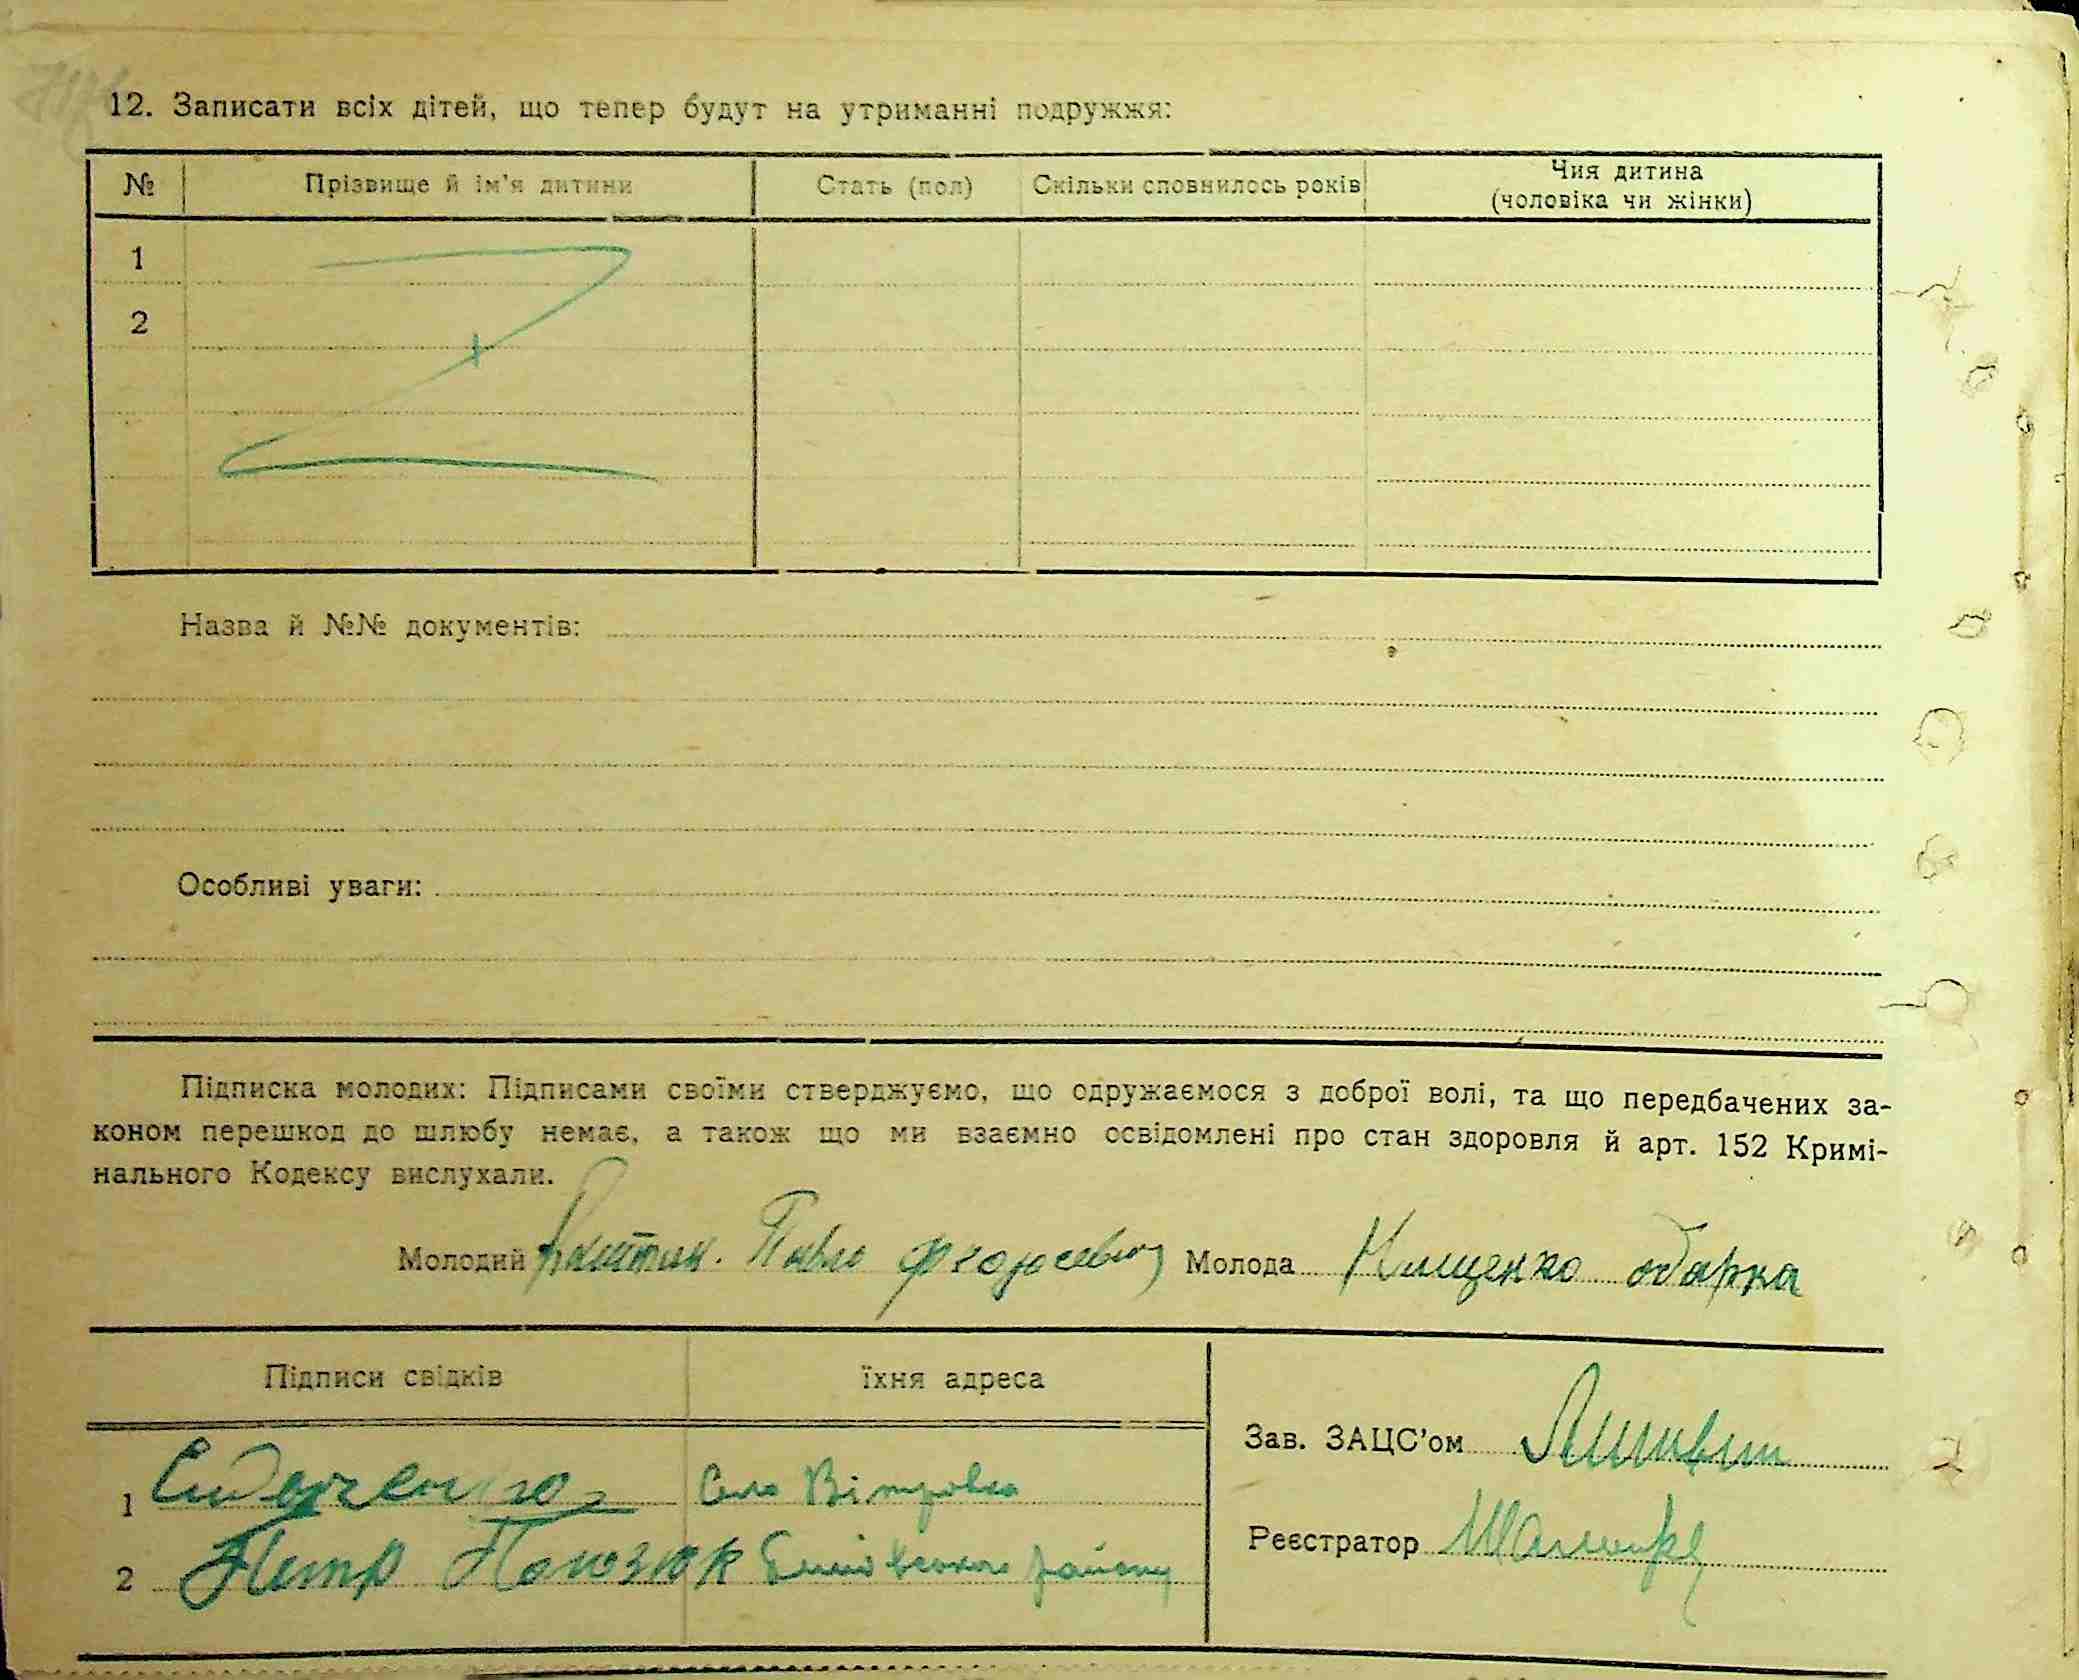 12. Записати всіх дітей, що тепер будут на утриманні подружжя:
№ Прізвище й ім'я дитини Стать (пол) Скільки сповнилось років Чия дитина
(чоловіка чи жінки)
1
2
Назва й №№ документів:
Особливі уваги:
Підписка молодих: Підписами своїми стверджуємо, що одружаємося з доброї волі, та що передбачених за-
коном перешкод до шлюбу немає, а також що ми взаємно освідомлені про стан здоровля й арт. 152 Кримі-
нального Кодексу вислухали.
Молодий Павло Молода Кищенко Одарка
Підписи свідків їхня адреса
Зав. ЗАЦС'ом
1 Сидоченко Село Вітровка
Реєстратор
2 Петр району